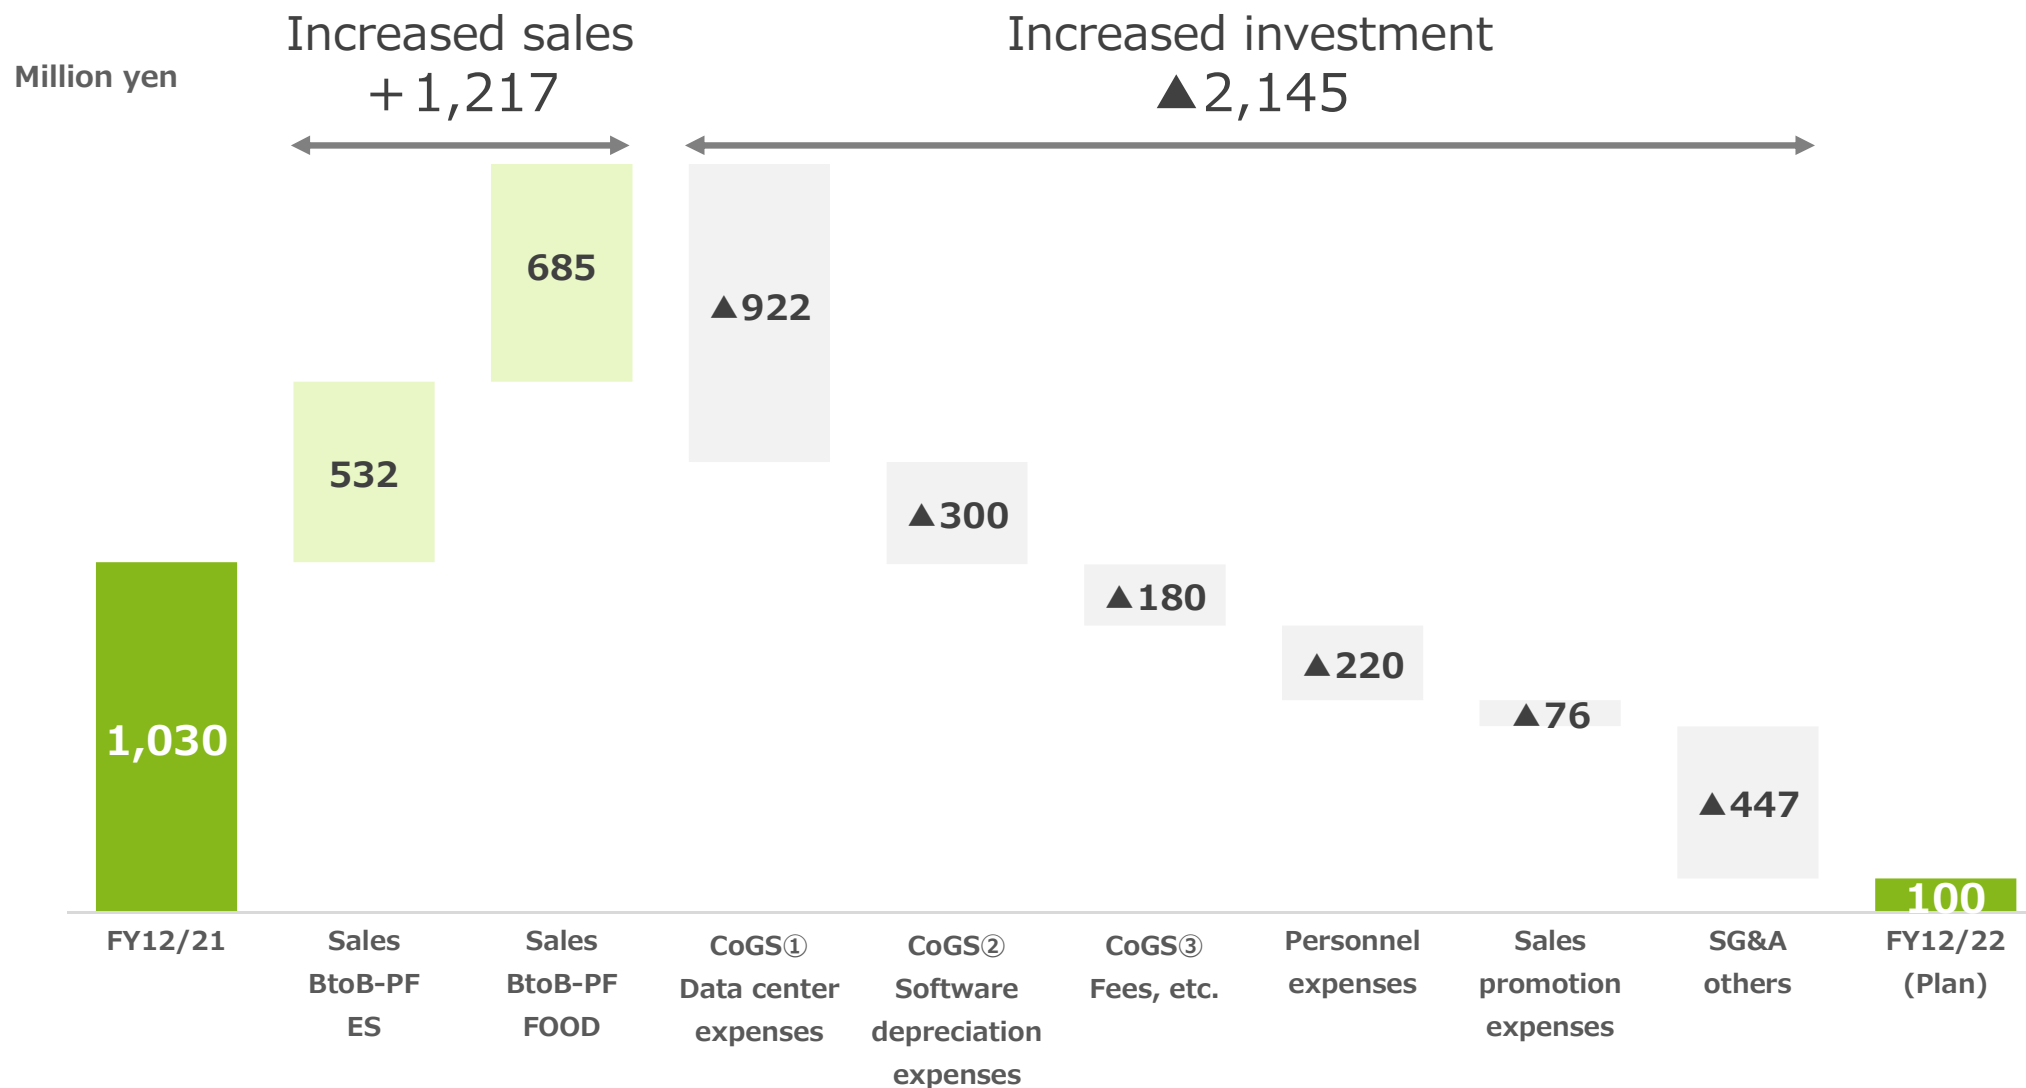 Million yen
Increased sales
+1,217
Increased investment
▲2,145
1,030
532
685
▲922
▲300
▲180
▲220
▲76
▲447
100
FY12/21
Sales
BtoB-PF
ES
Sales
BtoB-PF
FOOD
CoGS①
Data center
expenses
CoGS②
Software
depreciation
expenses
CoGS③
Fees, etc.
Personnel
expenses
Sales
promotion
expenses
SG&A
others
FY12/22
(Plan)